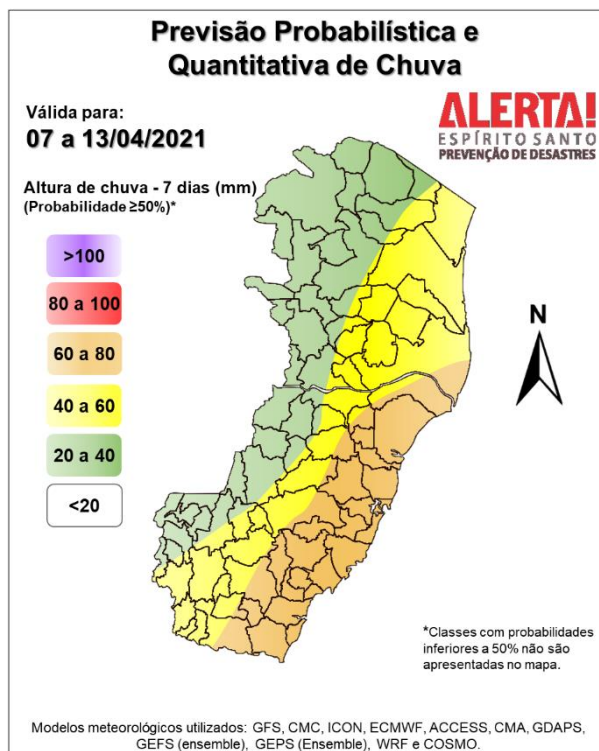 Previsão Probabilística e
Quantitativa de Chuva
Válida para:
07 a 13/04/2021
ALERTA!
ESPÍRITO SANTO
PREVENÇÃO DE DESASTRES
Altura de chuva - 7 dias (mm)
(Probabilidade ≥50%)*
>100
80 a 100
60 a 80
40 a 60
20 a 40
<20
N
*Classes com probabilidades
inferiores a 50% não são
apresentadas no mapa.
Modelos meteorológicos utilizados: GFS, CMC, ICON, ECMWF, ACCESS, CMA, GDAPS,
GEFS (ensemble), GEPS (Ensemble), WRF e COSMO.